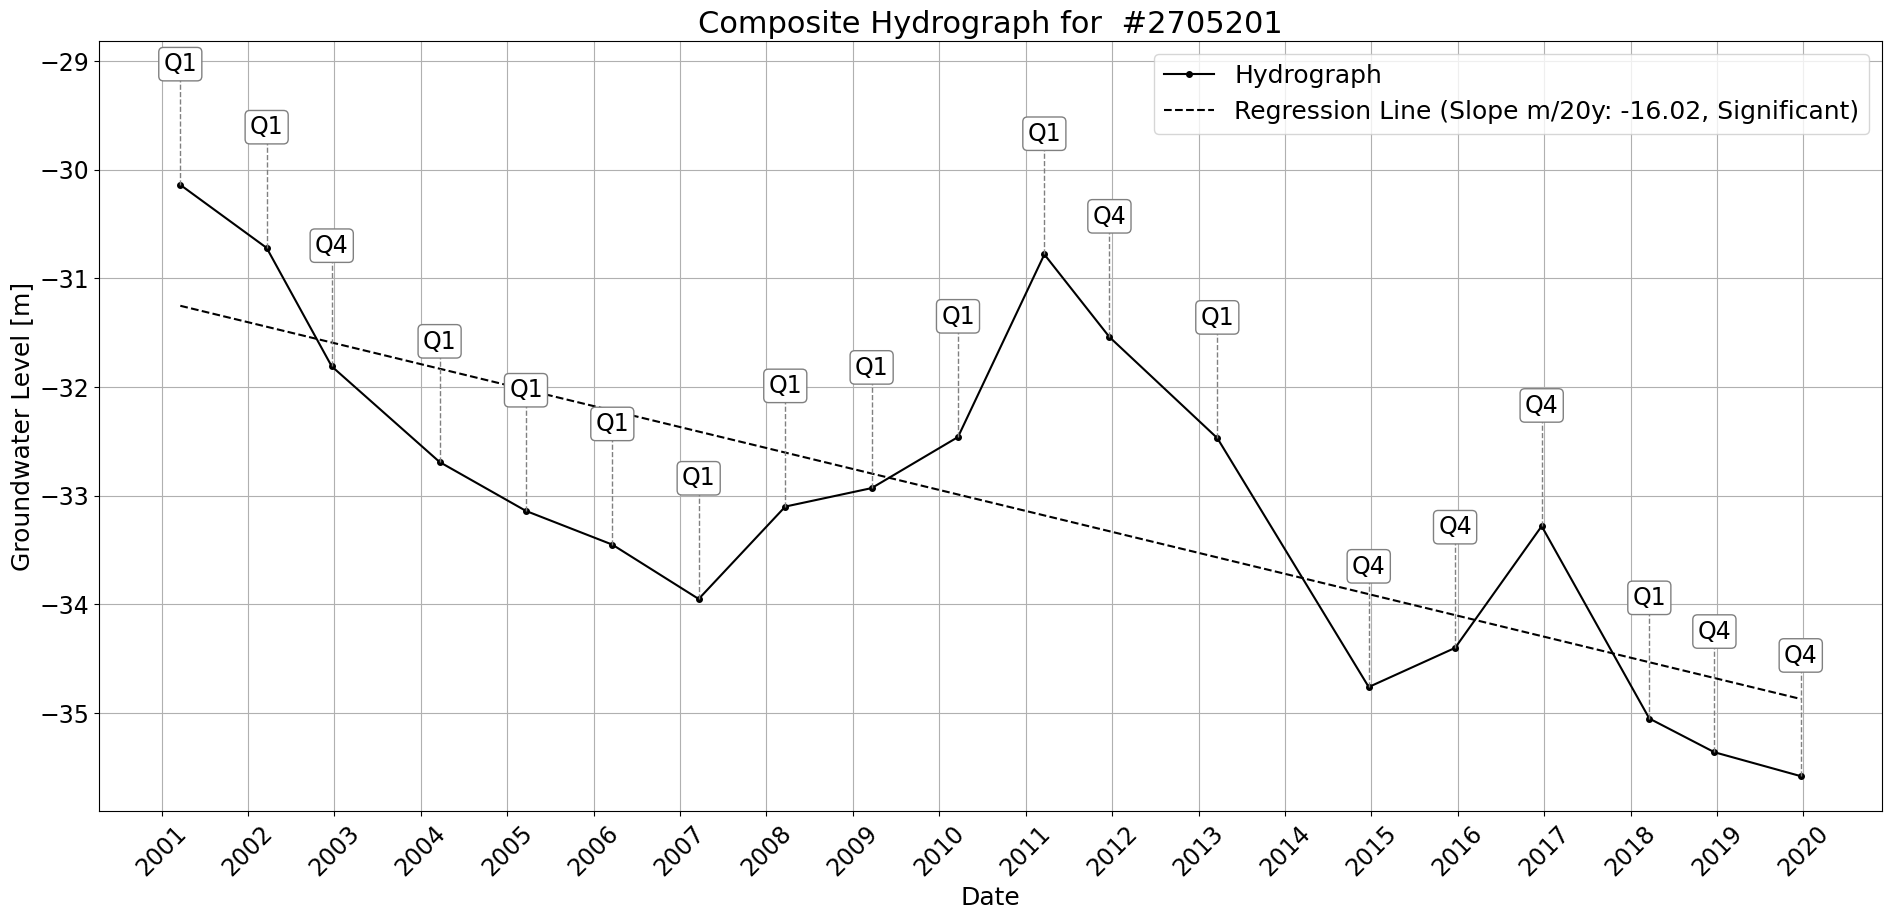 Composite Hydrograph for  #2705201
Hydrograph
Regression Line (Slope m/20y: -16.02, Significant)
Groundwater Level [m]
−29
−30
−31
−32
−33
−34
−35
Q1
Q1
Q4
Q1
Q1
Q1
Q1
Q1
Q1
Q1
Q1
Q4
Q1
Q4
Q4
Q4
Q1
Q4
Q4
2001
2002
2003
2004
2005
2006
2007
2008
2009
2010
2011
2012
2013
2014
2015
2016
2017
2018
2019
2020
Date